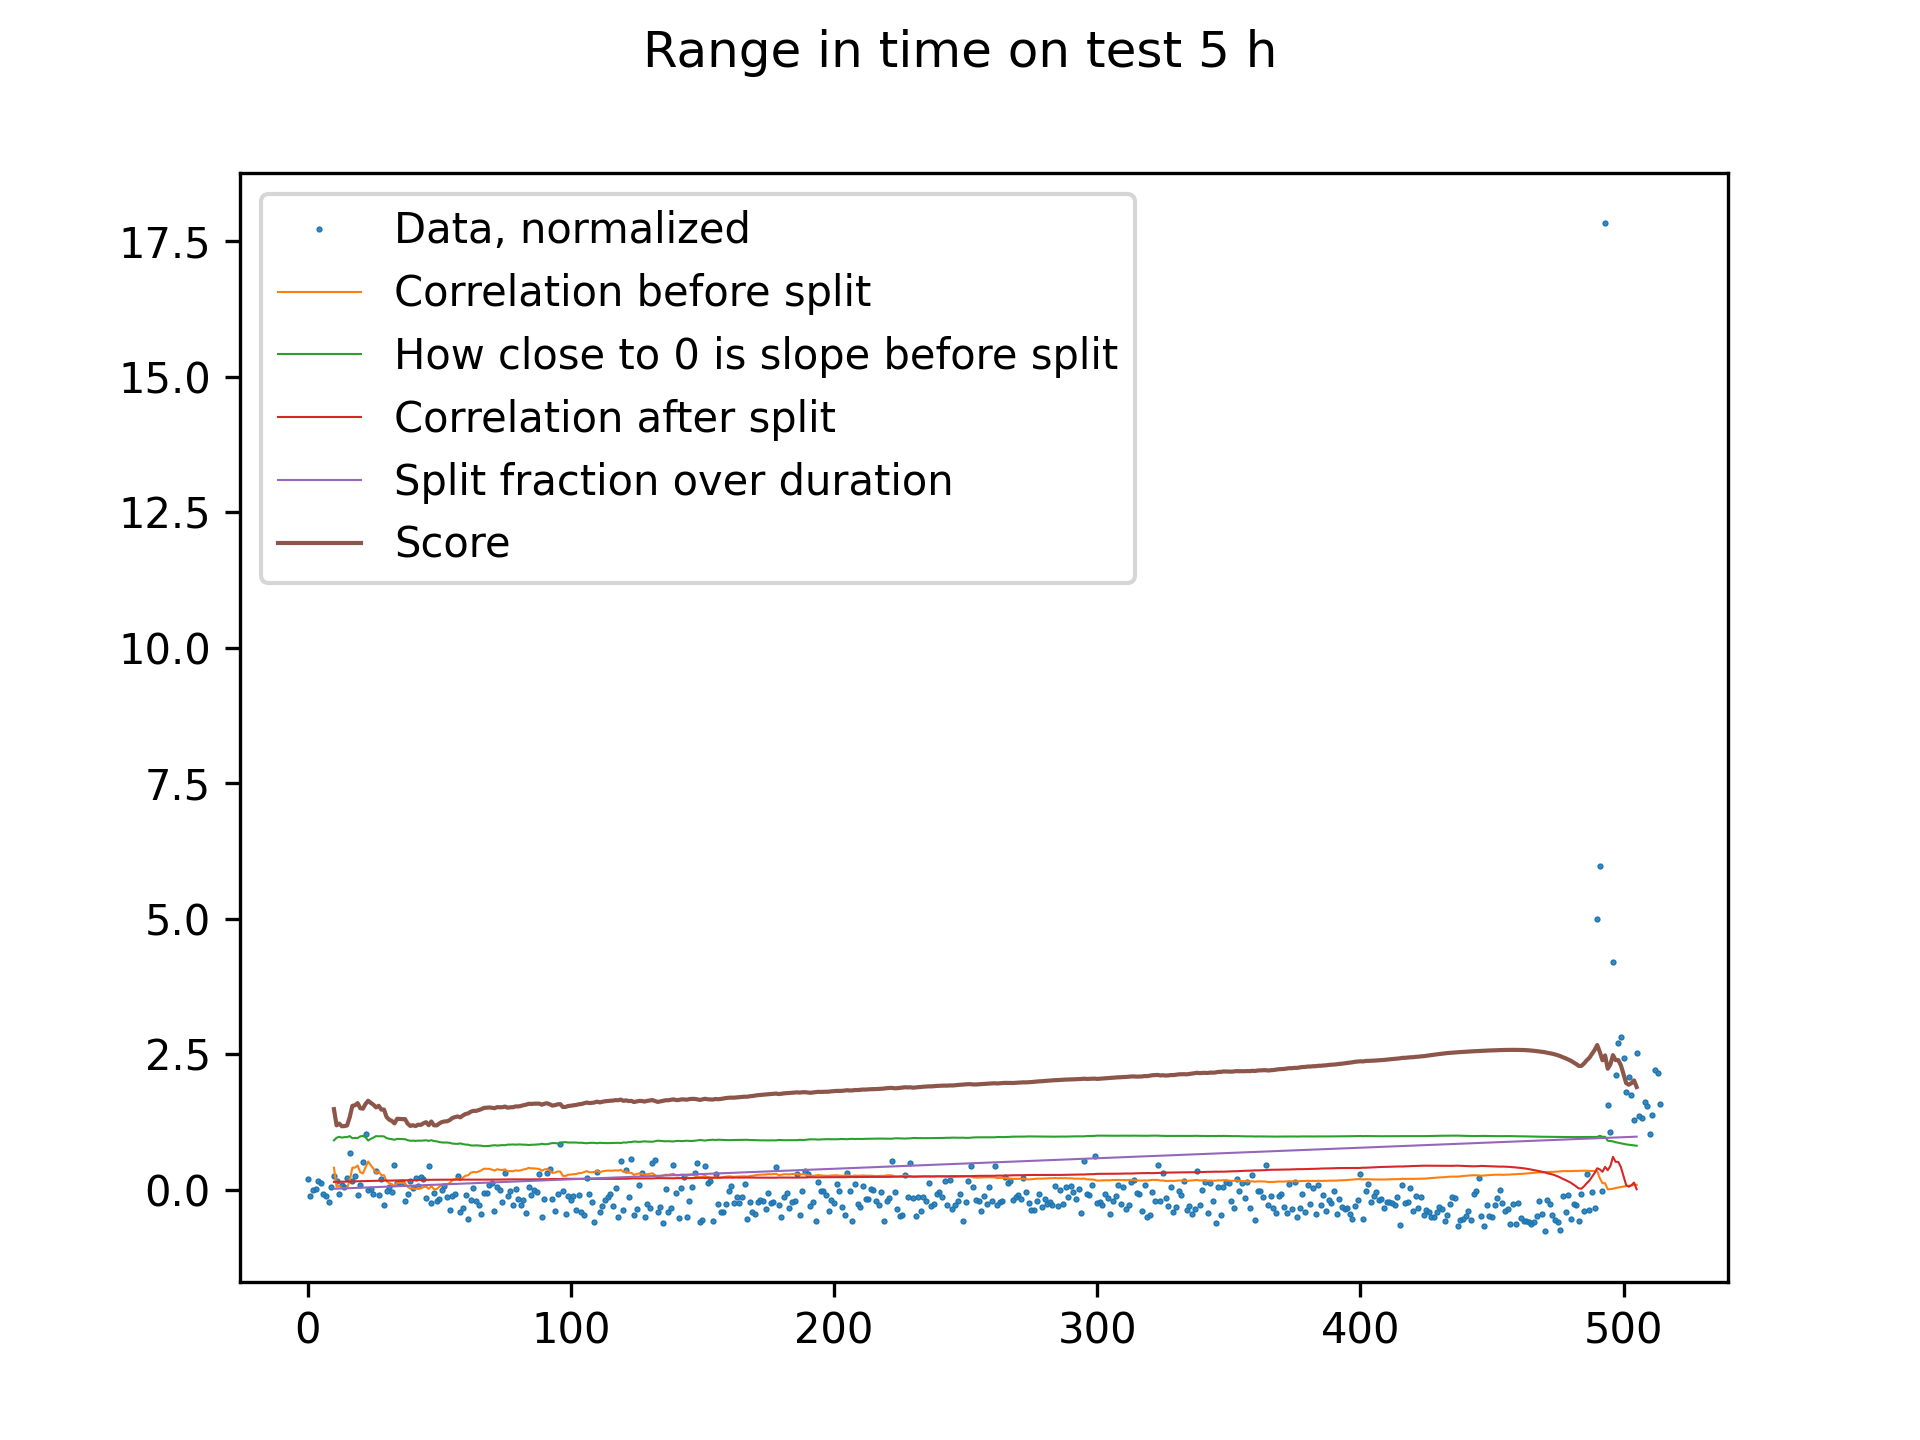 Range in time on test 5 h
17.5
15.0
12.5
10.0
7.5
5.0
2.5
0.0
Data, normalized
Correlation before split
How close to 0 is slope before split
Correlation after split
Split fraction over duration
Score
0 100 200 300 400 500